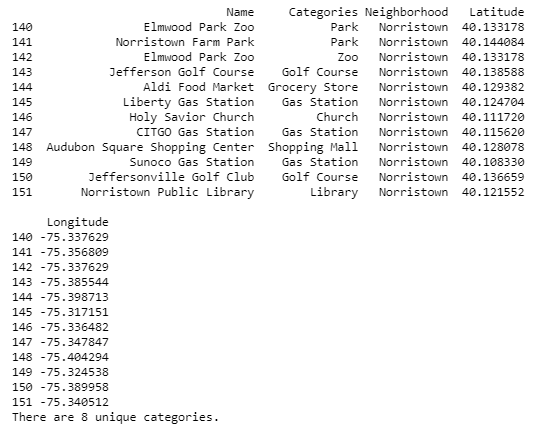 Name Categories Neighborhood Latitude
140 Elmwood Park Zoo Park Norristown 40.133178
141 Norristown Farm Park Park Norristown 40.144084
142 Elmwood Park Zoo Zoo Norristown 40.133178
143 Jefferson Golf Course Golf Course Norristown 40.138588
144 Aldi Food Market Grocery Store Norristown 40.129382
145 Liberty Gas Station Gas Station Norristown 40.124704
146 Holy Savior Church Church Norristown 40.111720
147 CITGO Gas Station Gas Station Norristown 40.115620
148 Audubon Square Shopping Center Shopping Mall Norristown 40.128078
149 Sunoco Gas Station Gas Station Norristown 40.108330
150 Jeffersonville Golf Club Golf Course Norristown 40.136659
151 Norristown Public Library Library Norristown 40.121552
Longitude
140 -75.337629
141 -75.356809
142 -75.337629
143 -75.385544
144 -75.398713
145 -75.317151
146 -75.336482
147 -75.347847
148 -75.404294
149 -75.324538
150 -75.389958
151 -75.340512
There are 8 unique categories.